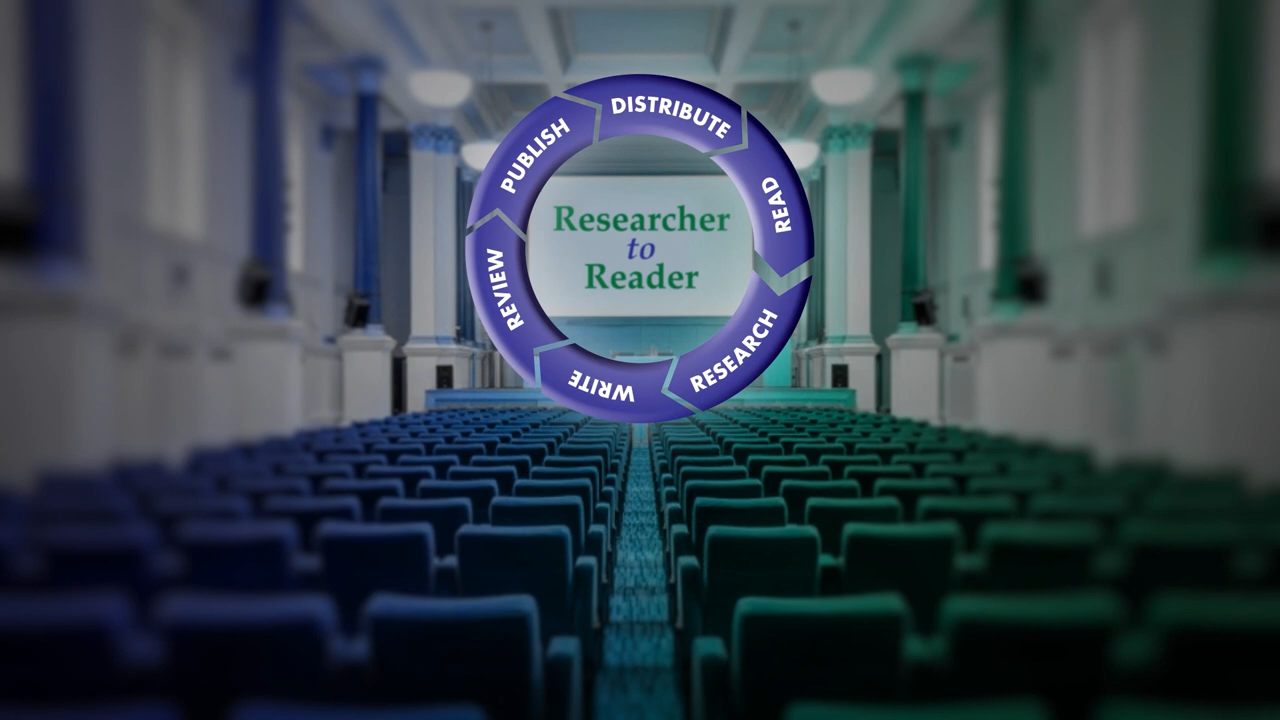 DISTRIBUTE
READ
RESEARCH
WRITE
REVIEW
PUBLISH
Researcher
to
Reader